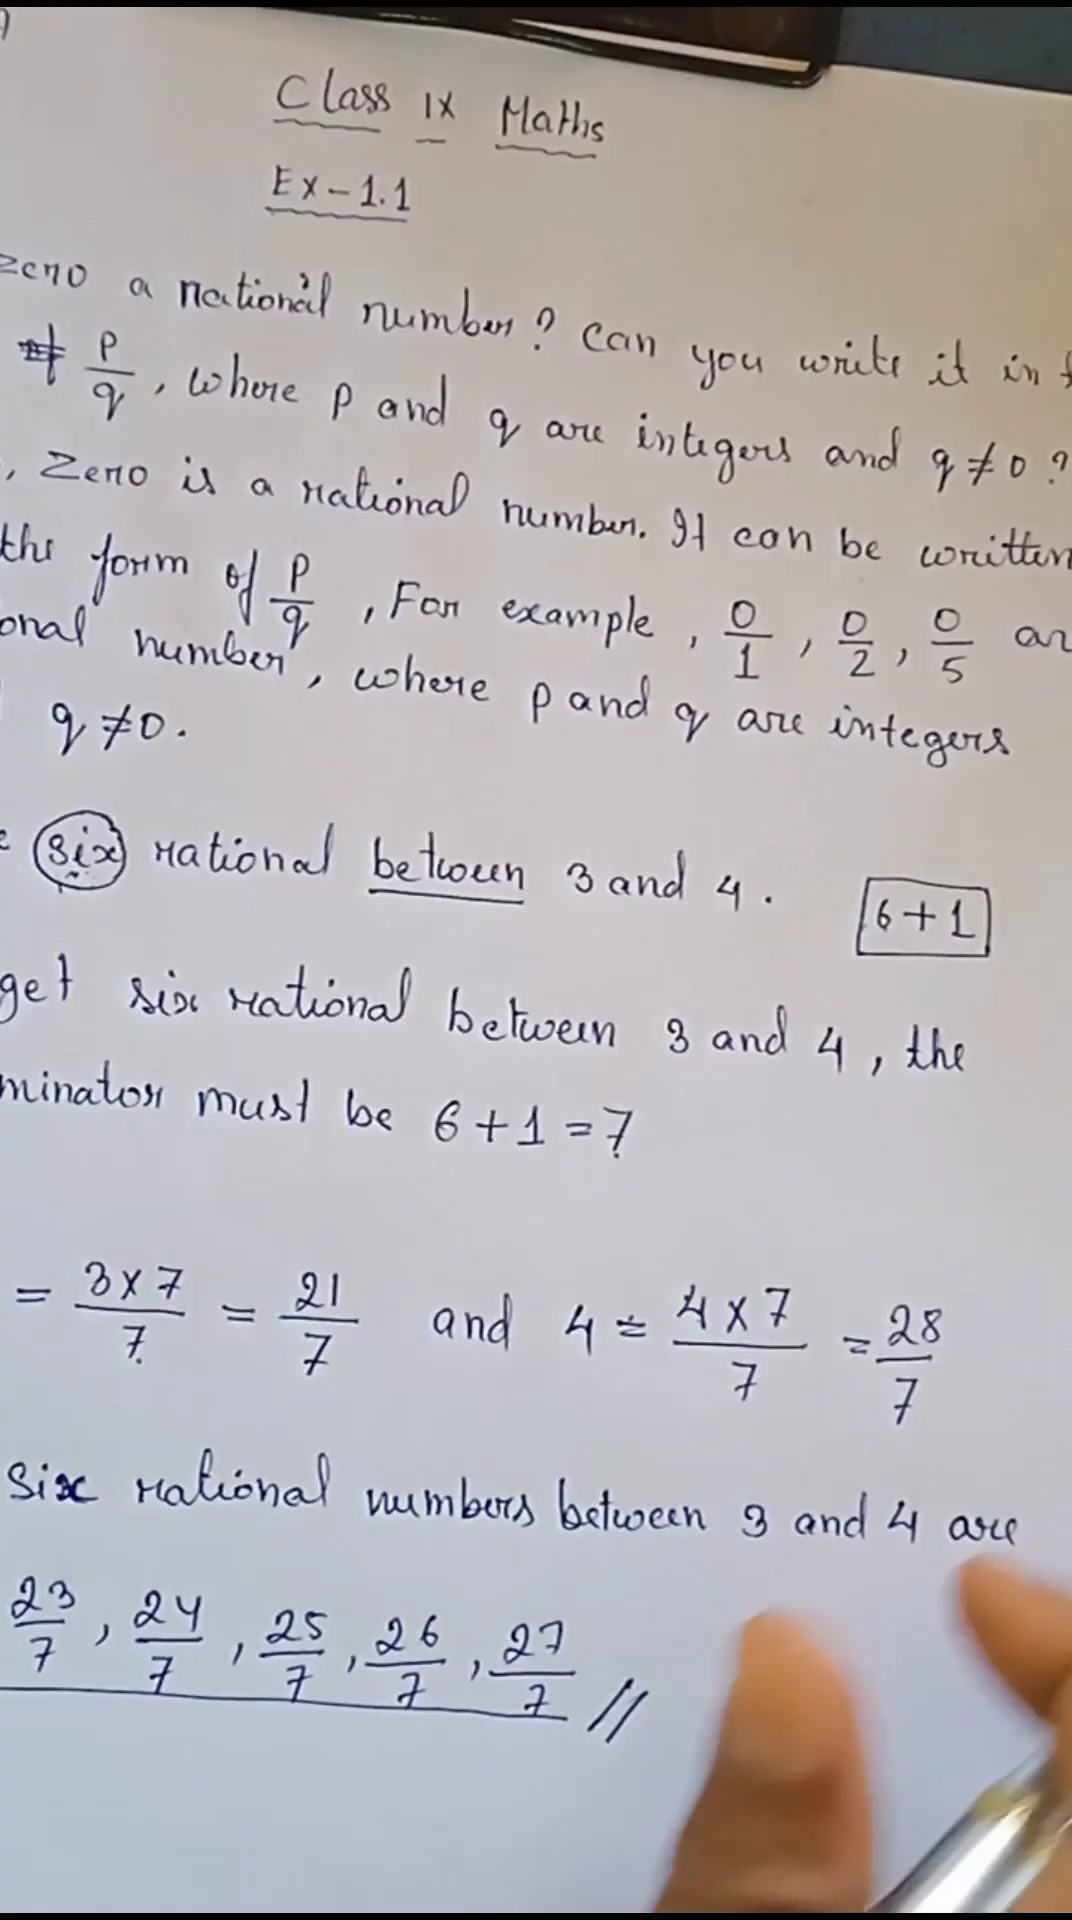 Class IX Maths
Ex-1.1
zero a rational number? Can you write it in
p/q, where p and q are integers and q≠0?
, Zero is a rational number. It can be written
the form of p/q, For example, 0/1, 0/2, 0/5 ar
onal number, where p and q are integers
q≠0.
e six rational between 3 and 4. 6+1
get six rational between 3 and 4, the
minator must be 6+1=7
= 3×7/7 = 21/7 and 4 = 4×7/7 = 28/7
Six rational numbers between 3 and 4 are
23/7, 24/7, 25/7, 26/7, 27/7 //